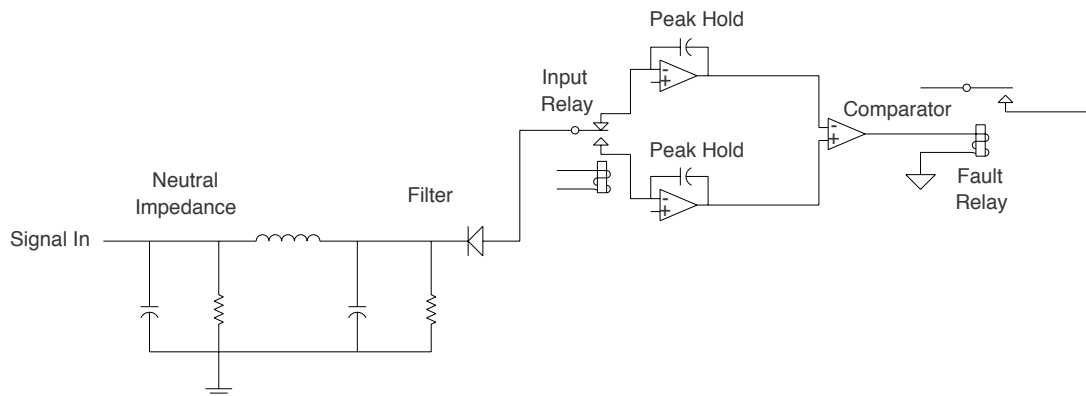 Peak Hold
Input
Relay
Comparator
Peak Hold
Neutral
Impedance
Filter
Fault
Relay
Signal In
-
+
-
+
-
+